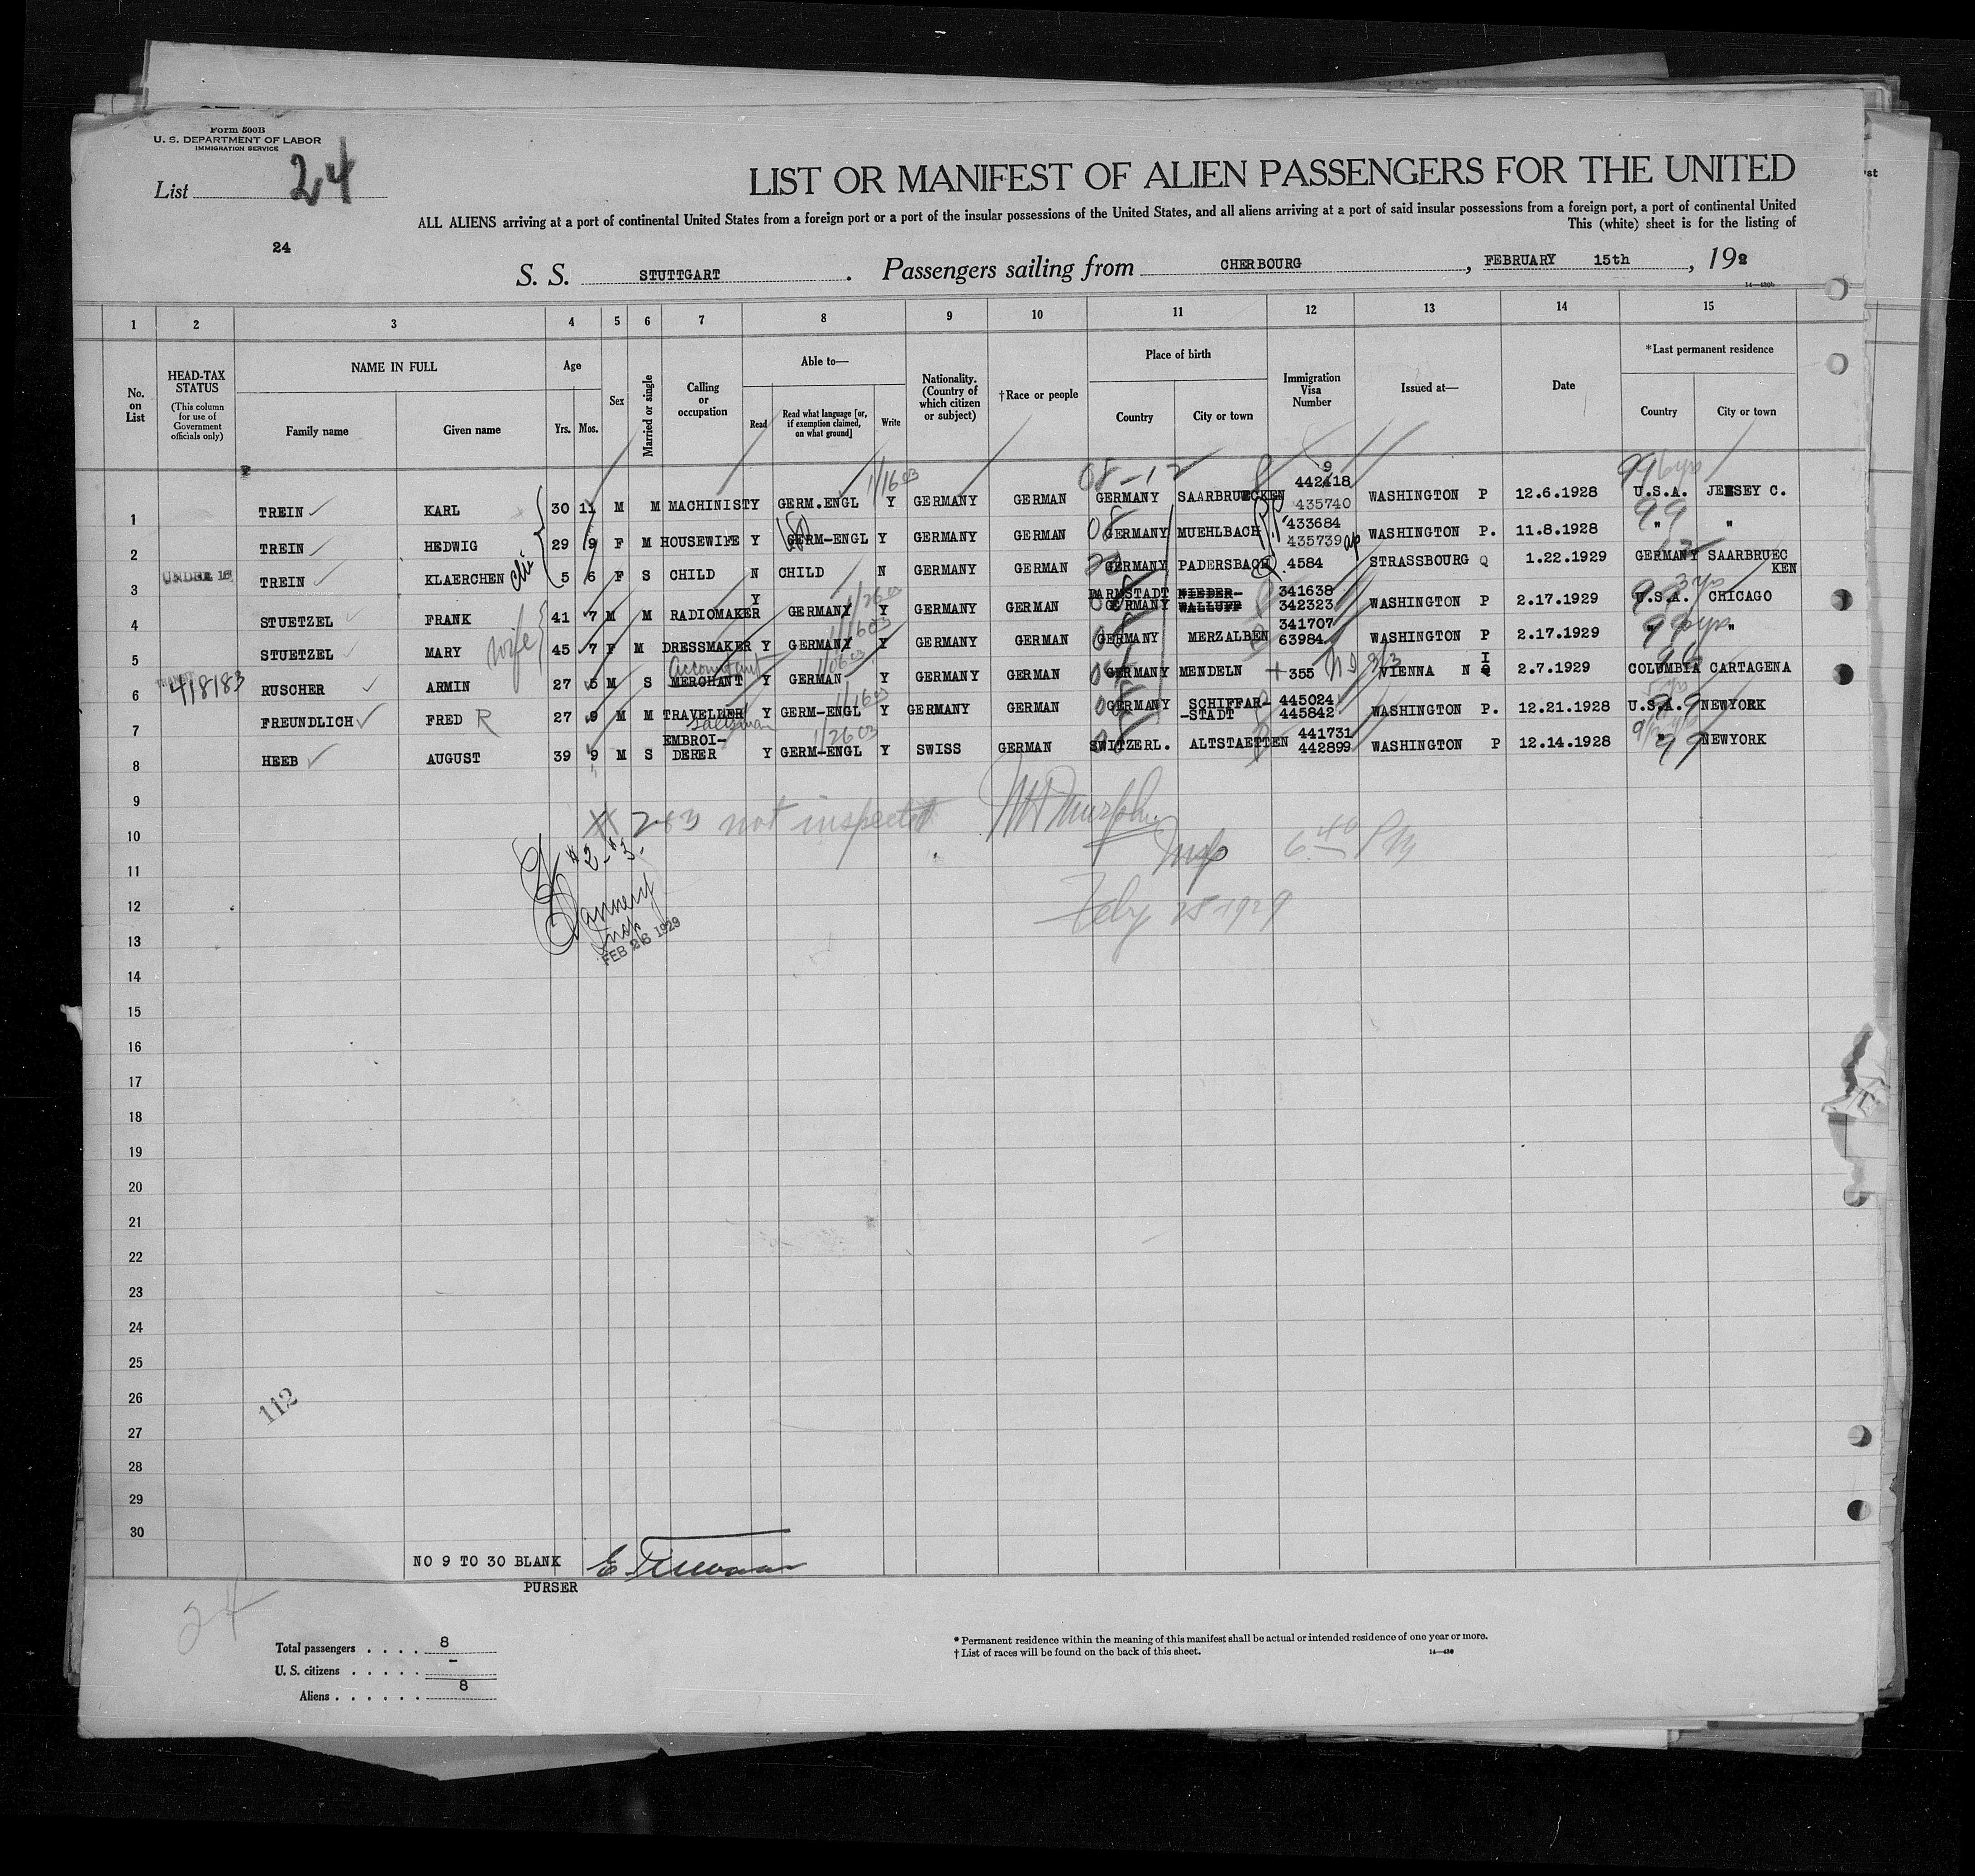 Form 500B
U. S. DEPARTMENT OF LABOR
IMMIGRATION SERVICE
List 24
LIST OR MANIFEST OF ALIEN PASSENGERS FOR THE UNITED
ALL ALIENS arriving at a port of continental United States from a foreign port or a port of the insular possessions of the United States, and all aliens arriving at a port of said insular possessions from a foreign port, a port of continental United
This (white) sheet is for the listing of
24
S. S. STUTTGART. Passengers sailing from CHERBOURG, FEBRUARY 15th, 192
1 2 3 4 5 6 7 8 9 10 11 12 13 14 15
No. on List
HEAD-TAX STATUS (This column for use of Government officials only)
NAME IN FULL
Family name
Given name
Age
Yrs. Mos.
Sex
Married or single
Calling or occupation
Able to—
Read
Read what language [or, if exemption claimed, on what ground]
Write
Nationality. (Country of which citizen or subject)
†Race or people
Place of birth
Country
City or town
Immigration Visa Number
Issued at—
Date
*Last permanent residence
Country
City or town
08-12
1 TREIN KARL 30 11 M M MACHINIST Y GERM.ENGL Y GERMANY GERMAN GERMANY SAARBRUECKEN 442418 9 435740 WASHINGTON P 12.6.1928 U.S.A. JERSEY C.
2 TREIN HEDWIG 29 9 F M HOUSEWIFE Y GERM-ENGL Y GERMANY GERMAN GERMANY MUEHLBACH 433684 435739 WASHINGTON P. 11.8.1928 " "
3 UNDER 16 TREIN KLAERCHEN 5 6 F S CHILD N CHILD N GERMANY GERMAN GERMANY PADERSBACH 4584 STRASSBOURG Q 1.22.1929 GERMANY SAARBRUECKEN
4 STUETZEL FRANK 41 7 M M RADIOMAKER Y GERMANY Y GERMANY GERMAN GERMANY DARMSTADT NIEDER-WALLUFF 341638 342323 WASHINGTON P 2.17.1929 U.S.A. CHICAGO
5 STUETZEL wife MARY 45 7 F M DRESSMAKER Y GERMANY Y GERMANY GERMAN GERMANY MERZALBEN 341707 63984 WASHINGTON P 2.17.1929 " "
6 TRANSIT 418183 RUSCHER ARMIN 27 5 M S MERCHANT Accountant Y GERMAN Y GERMANY GERMAN GERMANY MENDELN 355 VIENNA N I 2.7.1929 COLUMBIA CARTAGENA
7 FREUNDLICH FRED R 27 9 M M TRAVELLER salesman Y GERM-ENGL Y GERMANY GERMAN GERMANY SCHIFFAR-STADT 445024 445842 WASHINGTON P. 12.21.1928 U.S.A. NEWYORK
8 HEEB AUGUST 39 9 M S EMBROI-DERER Y GERM-ENGL Y SWISS GERMAN SWITZERL. ALTSTAETTEN 441731 442899 WASHINGTON P 12.14.1928 " NEWYORK
9
10 not inspected
11 Insp 6 40 PM
12 Feby 28 1929
13 Insp
FEB 26 1929
14
15
16
17
18
19
20
21
22
23
24
25
26
112
27
28
29
30
NO 9 TO 30 BLANK
PURSER
24
Total passengers . . . . 8
U. S. citizens . . . . . -
Aliens . . . . . . 8
* Permanent residence within the meaning of this manifest shall be actual or intended residence of one year or more.
† List of races will be found on the back of this sheet.